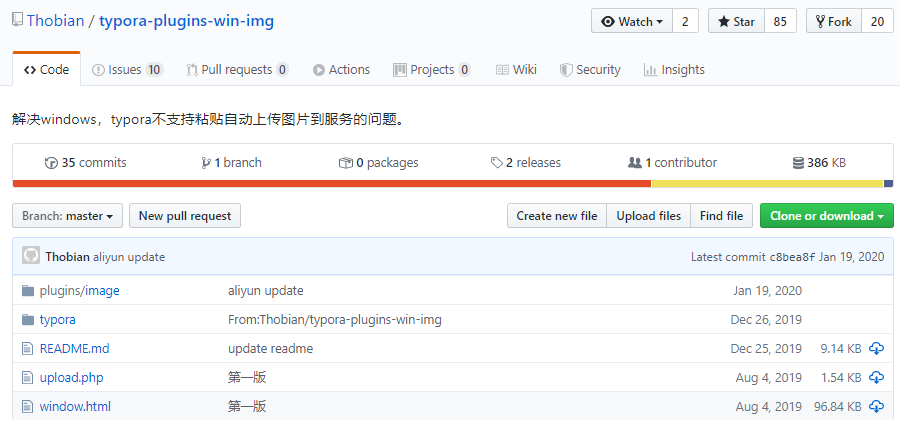 Thobian / typora-plugins-win-img Watch 2 Star 85 Fork 20
Code Issues 10 Pull requests 0 Actions Projects 0 Wiki Security Insights
解决windows，typora不支持粘贴自动上传图片到服务的问题。
35 commits 1 branch 0 packages 2 releases 1 contributor 386 KB
Branch: master New pull request Create new file Upload files Find file Clone or download
Thobian aliyun update Latest commit c8bea8f Jan 19, 2020
plugins/image aliyun update Jan 19, 2020
typora From:Thobian/typora-plugins-win-img Dec 26, 2019
README.md update readme Dec 25, 2019 9.14 KB
upload.php 第一版 Aug 4, 2019 1.54 KB
window.html 第一版 Aug 4, 2019 96.84 KB